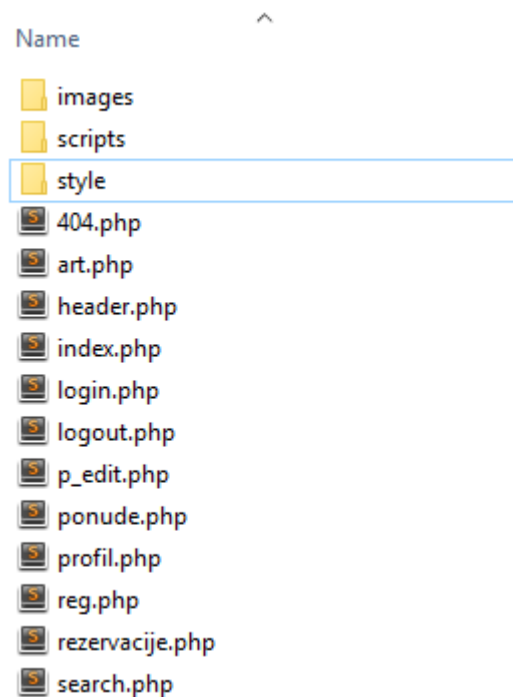 Name
images
scripts
style
404.php
art.php
header.php
index.php
login.php
logout.php
p_edit.php
ponude.php
profil.php
reg.php
rezervacije.php
search.php